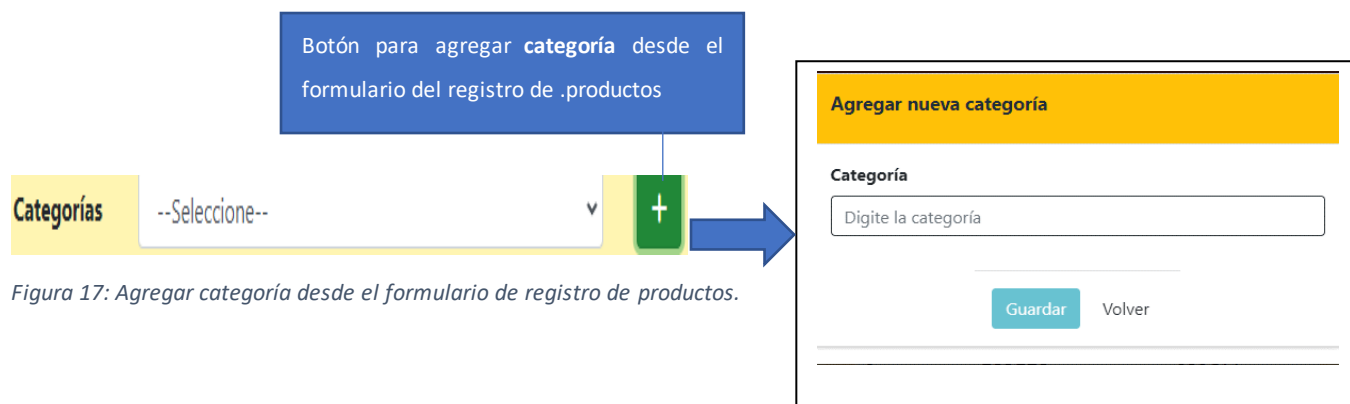 Botón para agregar categoría desde el
formulario del registro de .productos
Categorías
--Seleccione--
+
Figura 17: Agregar categoría desde el formulario de registro de productos.
Agregar nueva categoría
Categoría
Digite la categoría
Guardar
Volver